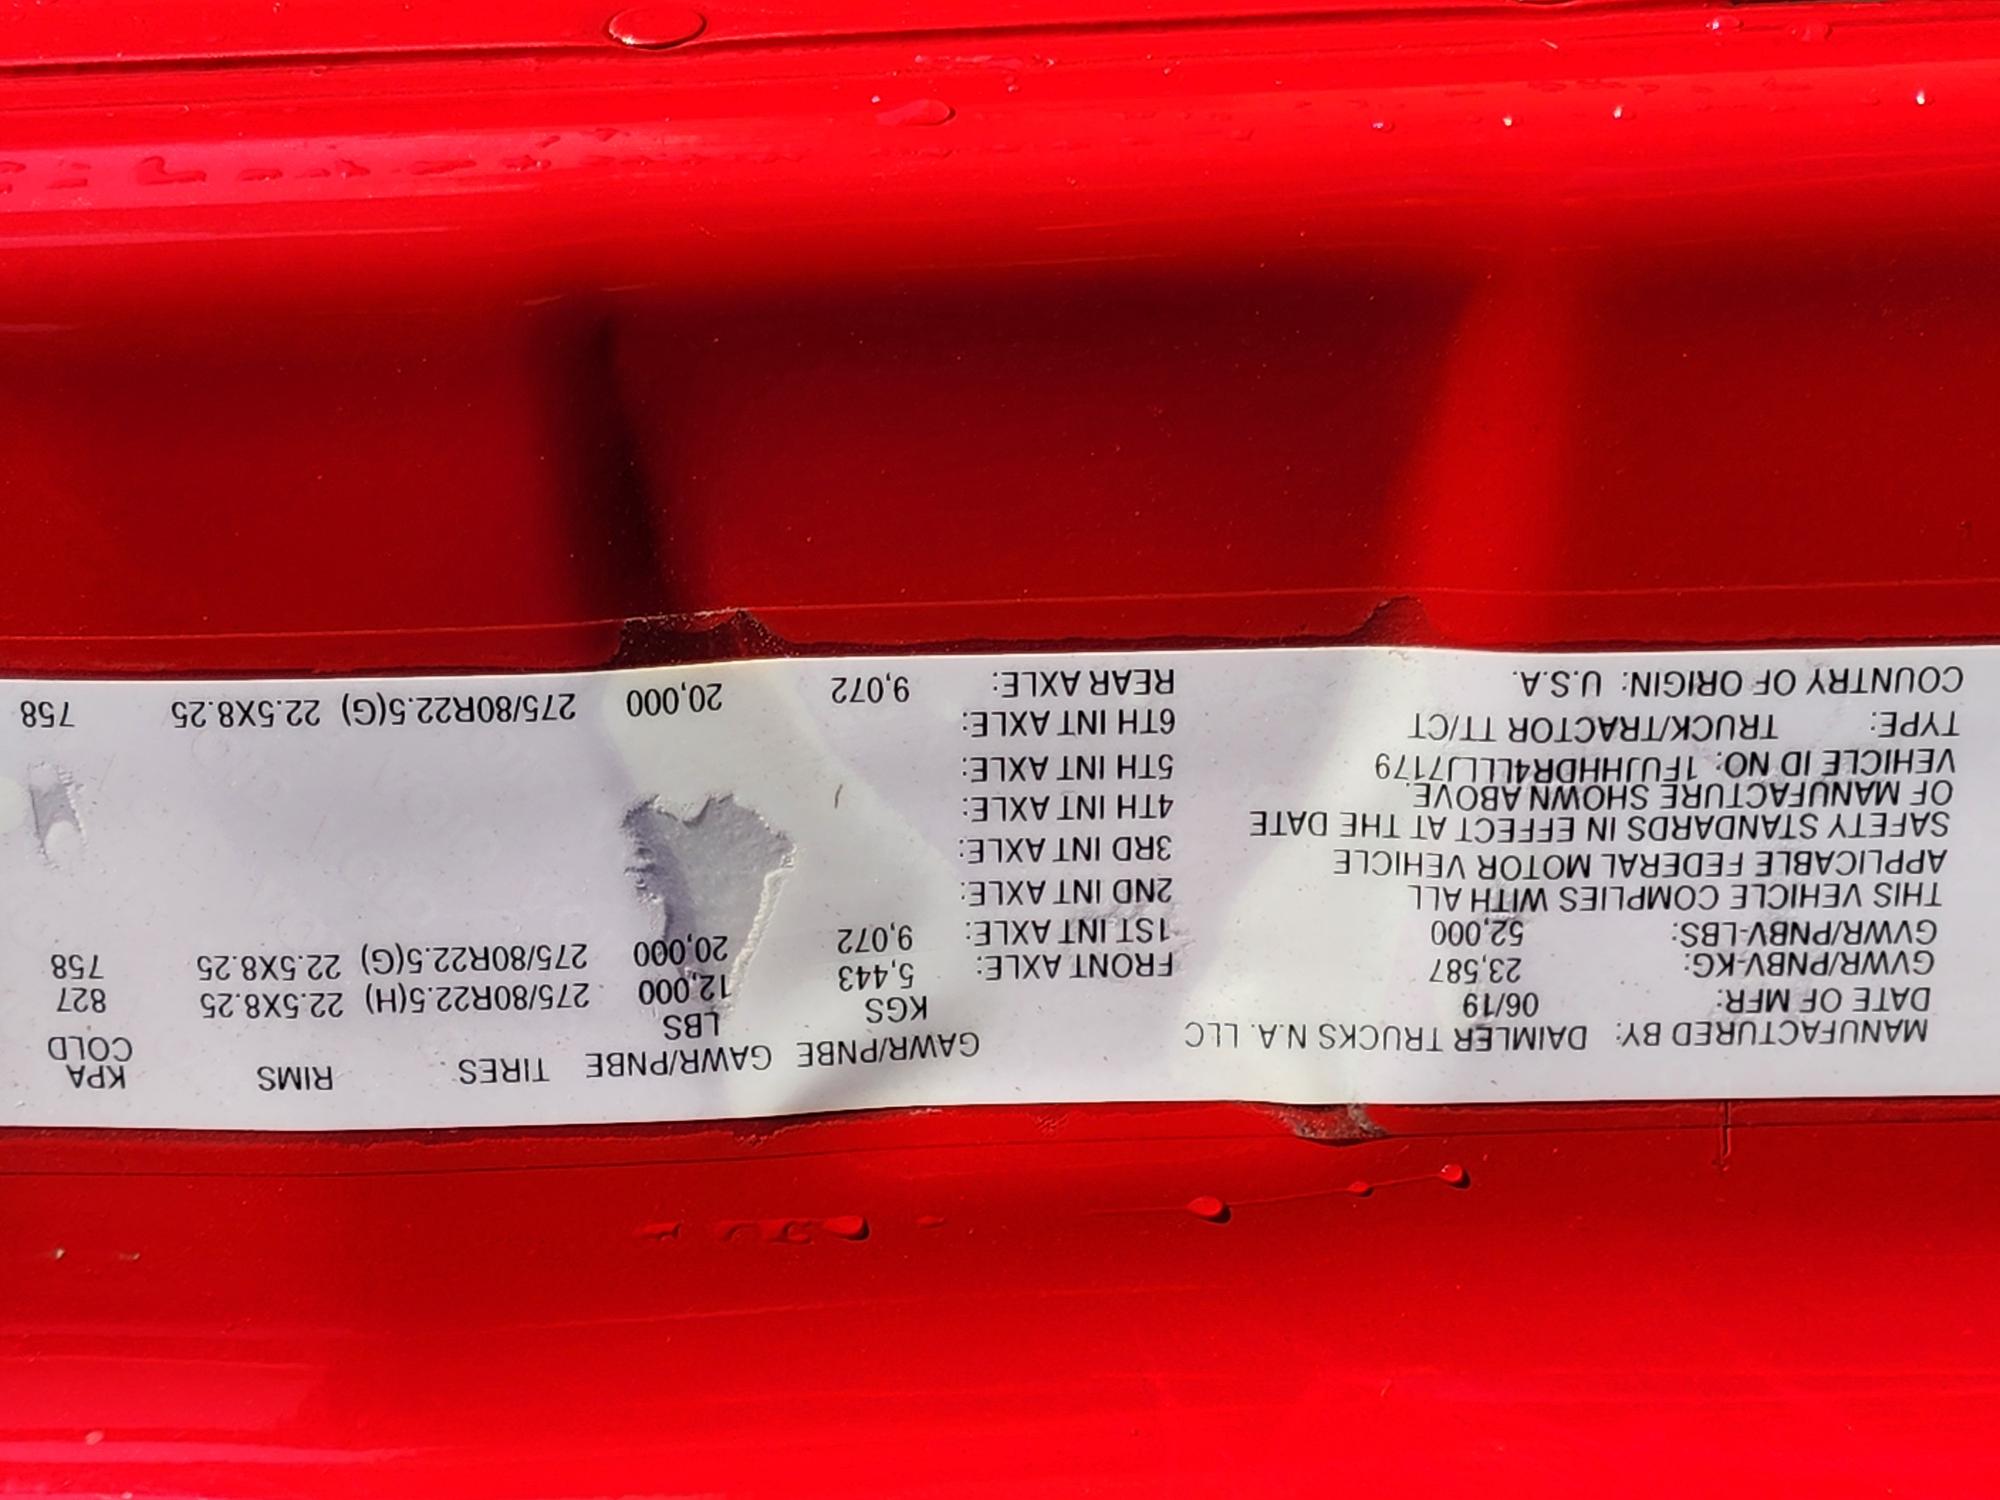 MANUFACTURED BY: DAIMLER TRUCKS N.A. LLC
DATE OF MFR: 06/19
GVWR/PNBV-KG: 23,587
GVWR/PNBV-LBS: 52,000
THIS VEHICLE COMPLIES WITH ALL
APPLICABLE FEDERAL MOTOR VEHICLE
SAFETY STANDARDS IN EFFECT AT THE DATE
OF MANUFACTURE SHOWN ABOVE.
VEHICLE ID NO: 1FUJHHDR4LLLJ7179
TYPE: TRUCK/TRACTOR TT/CT
COUNTRY OF ORIGIN: U.S.A.
GAWR/PNBE GAWR/PNBE TIRES RIMS KPA
KGS LBS COLD
FRONT AXLE: 5,443 12,000 275/80R22.5(H) 22.5X8.25 827
1ST INT AXLE: 9,072 20,000 275/80R22.5(G) 22.5X8.25 758
2ND INT AXLE:
3RD INT AXLE:
4TH INT AXLE:
5TH INT AXLE:
6TH INT AXLE:
REAR AXLE: 9,072 20,000 275/80R22.5(G) 22.5X8.25 758